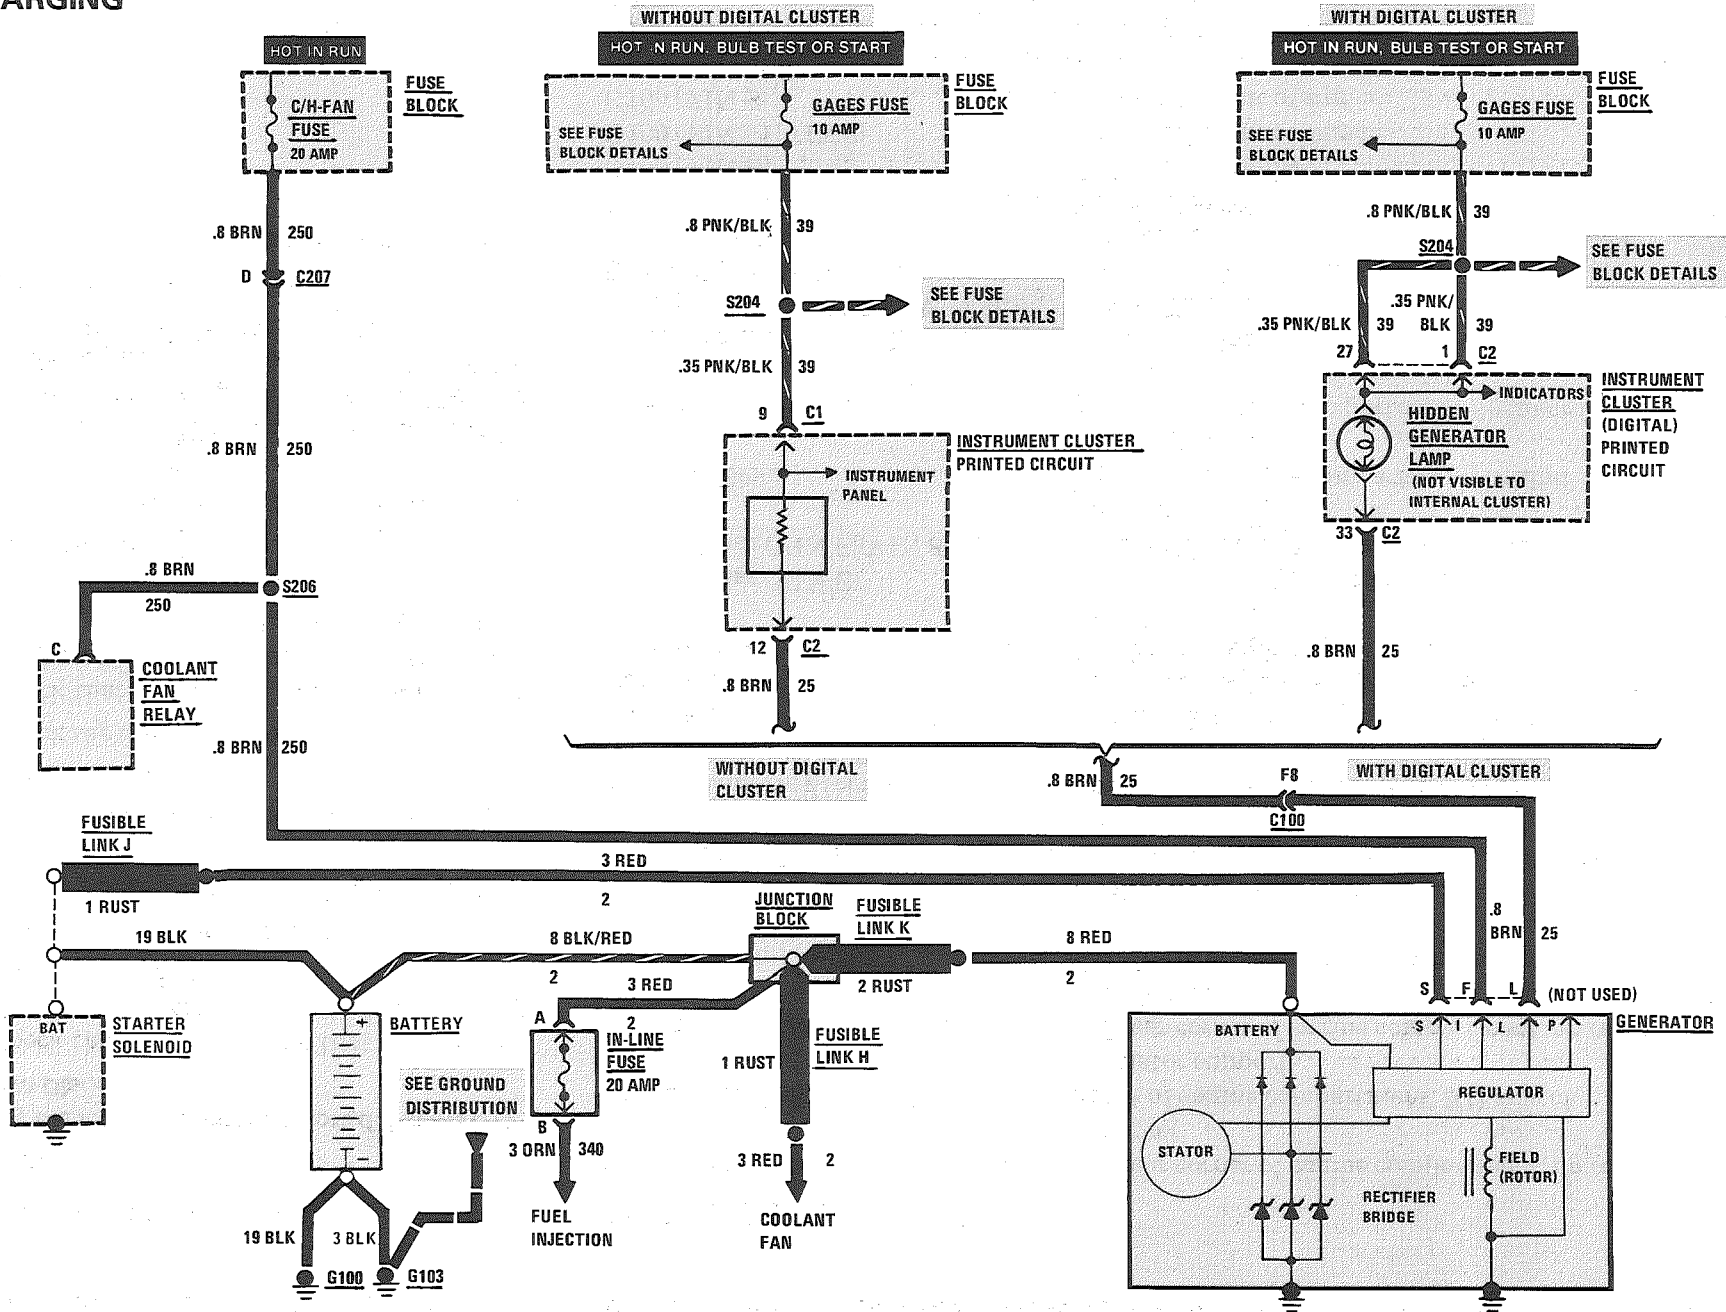 WITHOUT DIGITAL CLUSTER
WITH DIGITAL CLUSTER
HOT IN RUN
HOT IN RUN, BULB TEST OR START
HOT IN RUN, BULB TEST OR START
C/H-FAN
FUSE
20 AMP
FUSE
BLOCK
GAGES FUSE
10 AMP
SEE FUSE
BLOCK DETAILS
FUSE
BLOCK
GAGES FUSE
10 AMP
SEE FUSE
BLOCK DETAILS
FUSE
BLOCK
.8 BRN 250
D C207
.8 PNK/BLK 39
S204
SEE FUSE
BLOCK DETAILS
.35 PNK/BLK 39
9 C1
.8 PNK/BLK 39
S204
SEE FUSE
BLOCK DETAILS
.35 PNK/BLK 39
.35 PNK/
BLK 39
27 1 C2
INDICATORS
HIDDEN
GENERATOR
LAMP
(NOT VISIBLE TO
INTERNAL CLUSTER)
INSTRUMENT
CLUSTER
(DIGITAL)
PRINTED
CIRCUIT
33 C2
INSTRUMENT CLUSTER
PRINTED CIRCUIT
INSTRUMENT
PANEL
12 C2
.8 BRN 25
.8 BRN 25
.8 BRN 250
.8 BRN
250
S206
C
COOLANT
FAN
RELAY
.8 BRN 250
WITHOUT DIGITAL
CLUSTER
.8 BRN 25
F8
C100
WITH DIGITAL CLUSTER
FUSIBLE
LINK J
1 RUST
3 RED
2
.8
BRN 25
19 BLK
8 BLK/RED
2
JUNCTION
BLOCK
FUSIBLE
LINK K
2 RUST
8 RED
2
3 RED
2
S F L (NOT USED)
BAT
STARTER
SOLENOID
BATTERY
+
−
A
IN-LINE
FUSE
20 AMP
B
3 ORN 340
FUEL
INJECTION
1 RUST
FUSIBLE
LINK H
3 RED 2
COOLANT
FAN
SEE GROUND
DISTRIBUTION
19 BLK 3 BLK
G100 G103
GENERATOR
BATTERY
S I L P
REGULATOR
STATOR
FIELD
(ROTOR)
RECTIFIER
BRIDGE